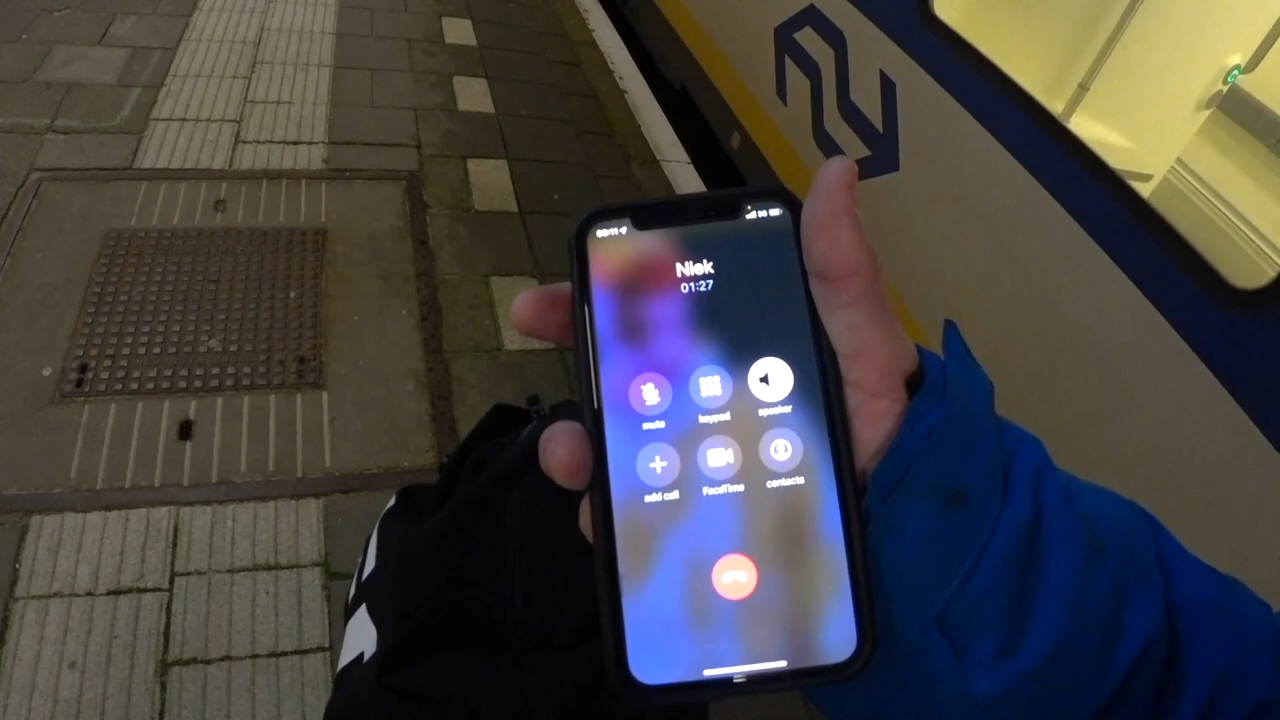 Niek
01:27
mute
keypad
speaker
add call
FaceTime
contacts